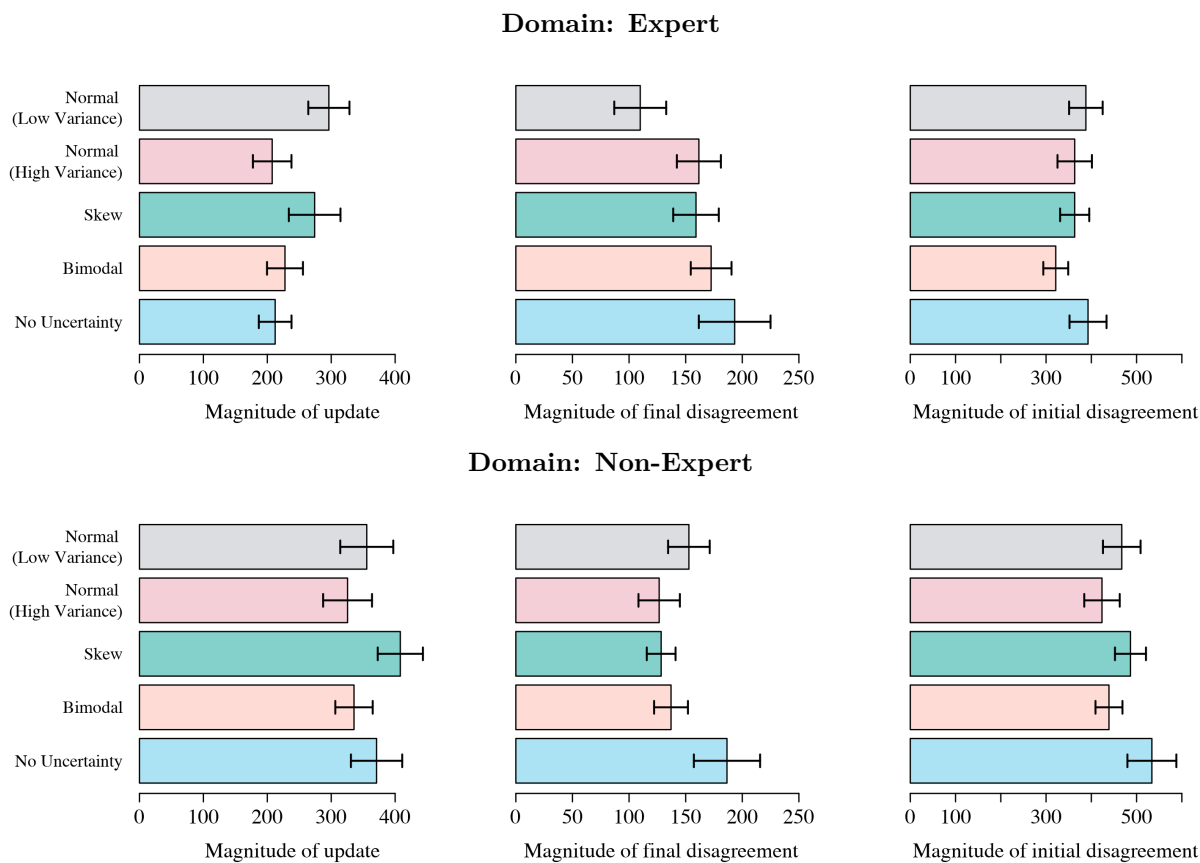 Domain: Expert
Normal
(Low Variance)
Normal
(High Variance)
Skew
Bimodal
No Uncertainty
0 100 200 300 400
0 50 100 150 200 250
0 100 300 500
Magnitude of update
Magnitude of final disagreement
Magnitude of initial disagreement
Domain: Non-Expert
Normal
(Low Variance)
Normal
(High Variance)
Skew
Bimodal
No Uncertainty
0 100 200 300 400
0 50 100 150 200 250
0 100 300 500
Magnitude of update
Magnitude of final disagreement
Magnitude of initial disagreement